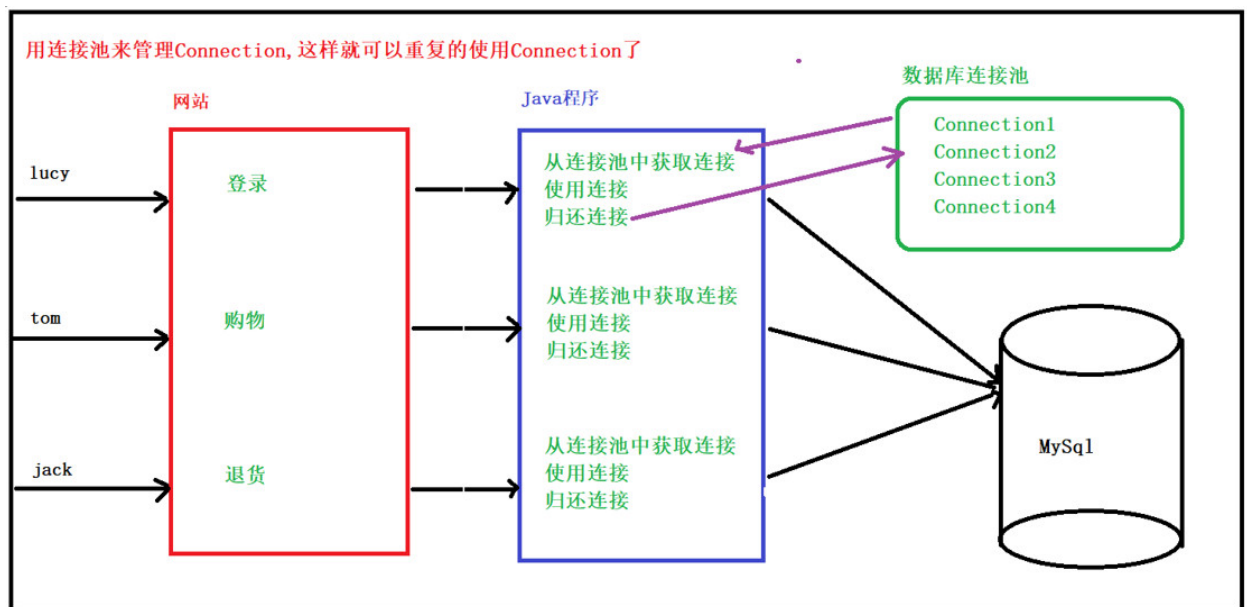 用连接池来管理Connection,这样就可以重复的使用Connection了
网站
Java程序
数据库连接池
lucy
登录
从连接池中获取连接
使用连接
归还连接
Connection1
Connection2
Connection3
Connection4
tom
购物
从连接池中获取连接
使用连接
归还连接
jack
退货
从连接池中获取连接
使用连接
归还连接
MySql